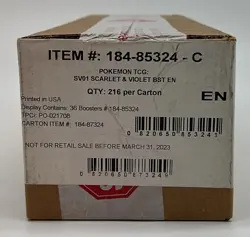 ITEM #: 184-85324 - C
POKEMON TCG:
SV01 SCARLET & VIOLET BST EN
QTY: 216 per Carton
Printed in USA
EN
Display Contains: 36 Boosters #:184-85324
TPCi: PO-021708
CARTON ITEM #: 184-87324
0 820650 853241
NOT FOR RETAIL SALE BEFORE MARCH 31, 2023
0 820650 873249